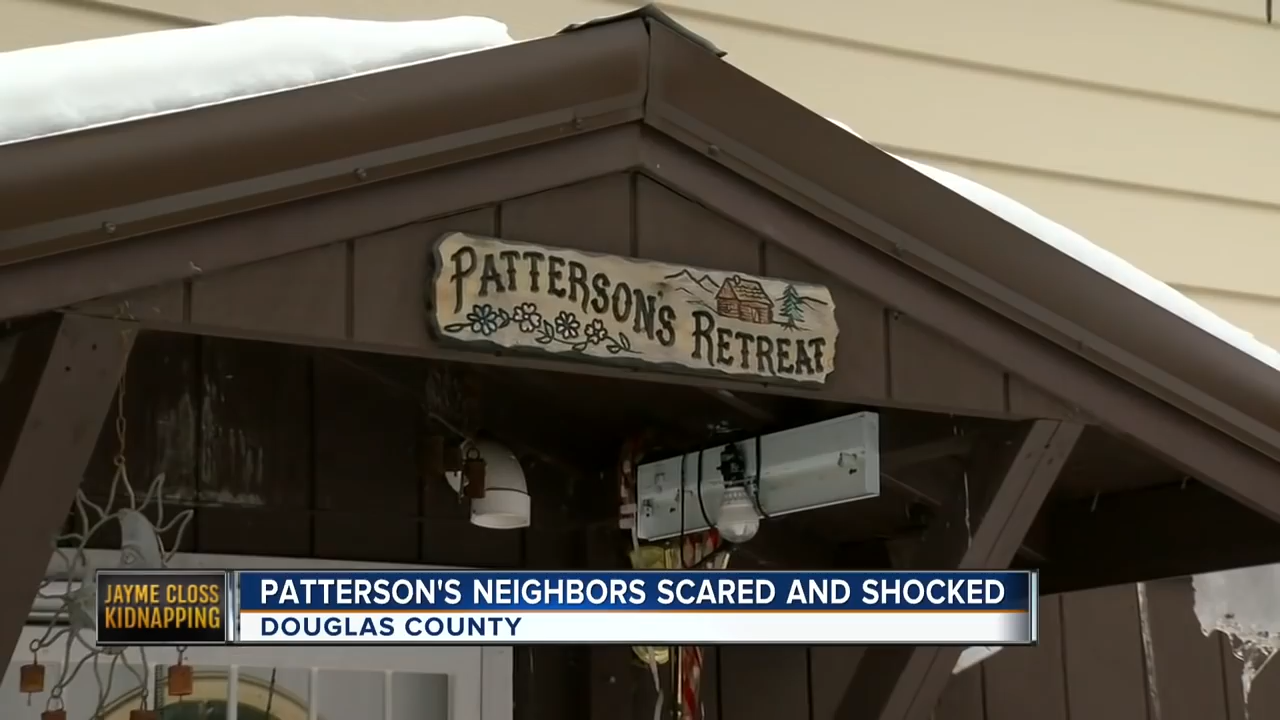 PATTERSON'S RETREAT
JAYME CLOSS
KIDNAPPING
PATTERSON'S NEIGHBORS SCARED AND SHOCKED
DOUGLAS COUNTY